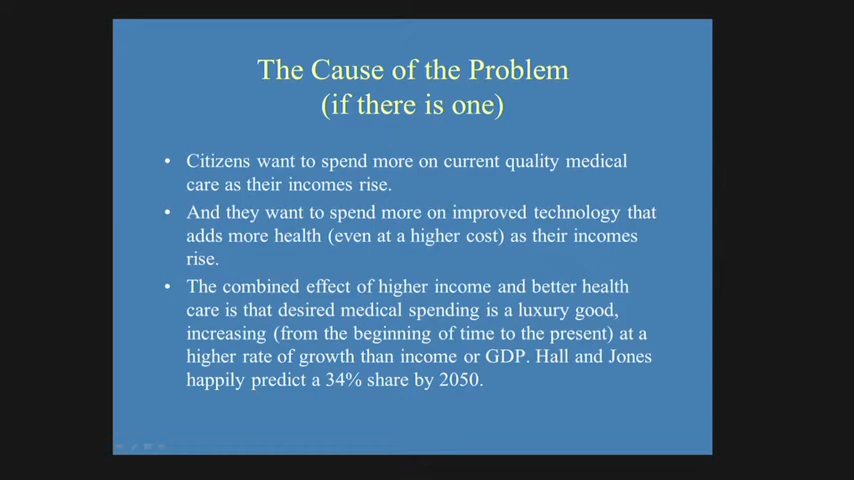 The Cause of the Problem
(if there is one)
• Citizens want to spend more on current quality medical
care as their incomes rise.
• And they want to spend more on improved technology that
adds more health (even at a higher cost) as their incomes
rise.
• The combined effect of higher income and better health
care is that desired medical spending is a luxury good,
increasing (from the beginning of time to the present) at a
higher rate of growth than income or GDP. Hall and Jones
happily predict a 34% share by 2050.